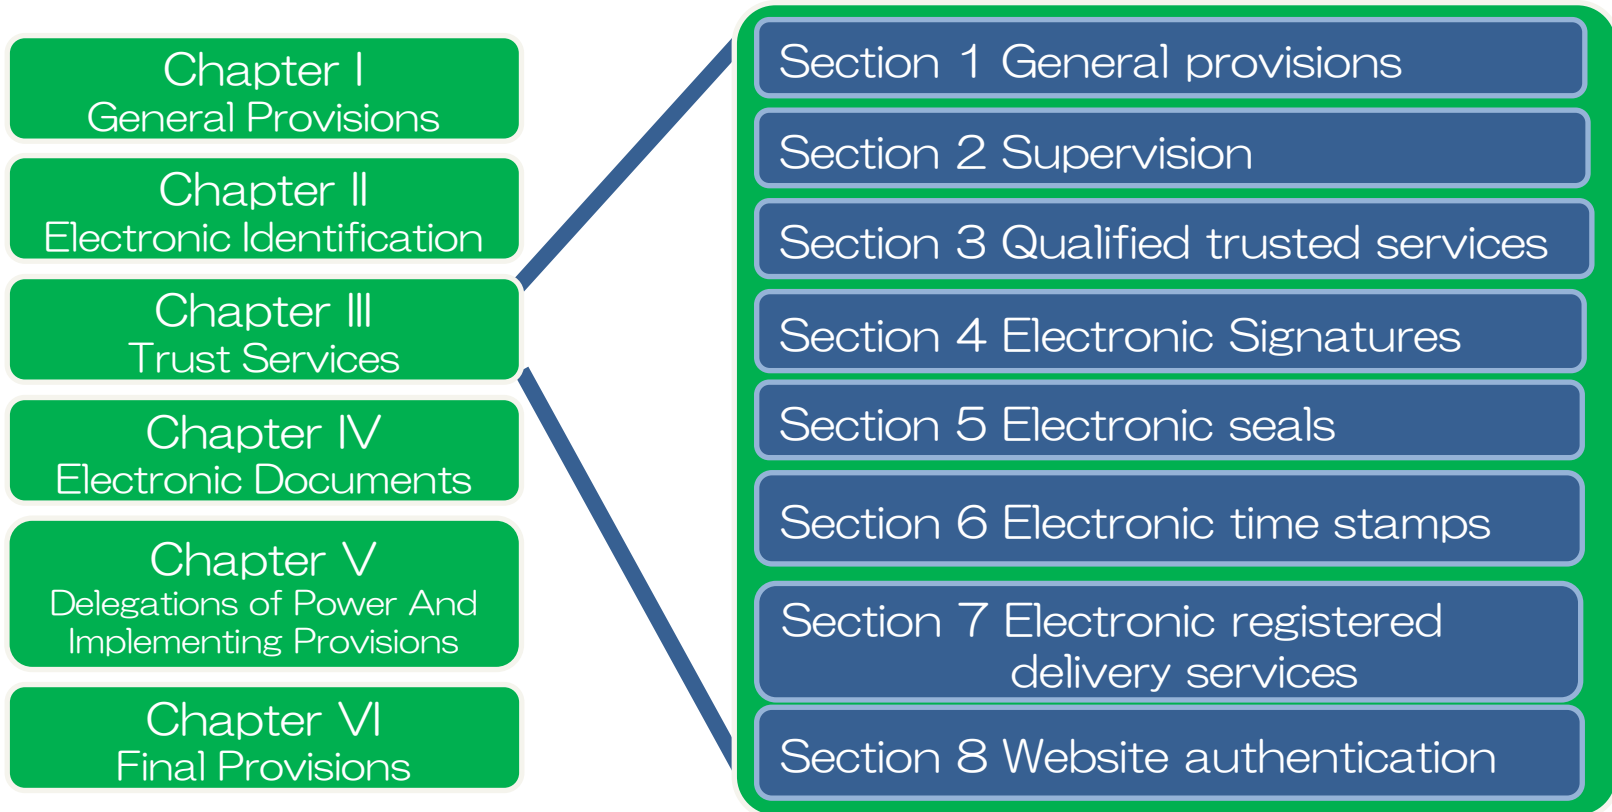 Chapter I
General Provisions
Chapter II
Electronic Identification
Chapter III
Trust Services
Chapter IV
Electronic Documents
Chapter V
Delegations of Power And
Implementing Provisions
Chapter VI
Final Provisions
Section 1 General provisions
Section 2 Supervision
Section 3 Qualified trusted services
Section 4 Electronic Signatures
Section 5 Electronic seals
Section 6 Electronic time stamps
Section 7 Electronic registered
delivery services
Section 8 Website authentication